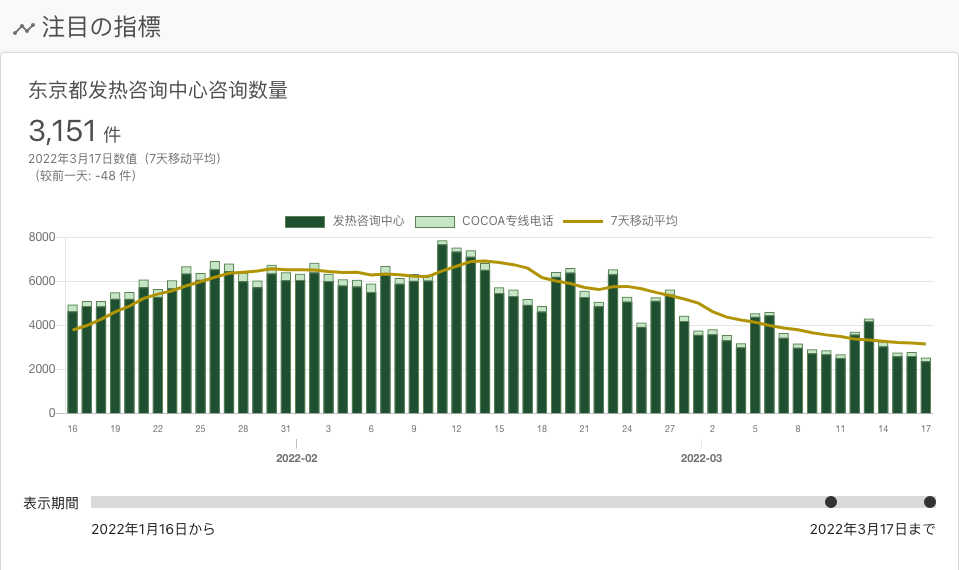 注目の指標
东京都发热咨询中心咨询数量
3,151 件
2022年3月17日数值（7天移动平均）
（较前一天: -48 件）
发热咨询中心 COCOA专线电话 7天移动平均
8000
6000
4000
2000
0
16 19 22 25 28 31 3 6 9 12 15 18 21 24 27 2 5 8 11 14 17
2022-02 2022-03
表示期間
2022年1月16日から 2022年3月17日まで